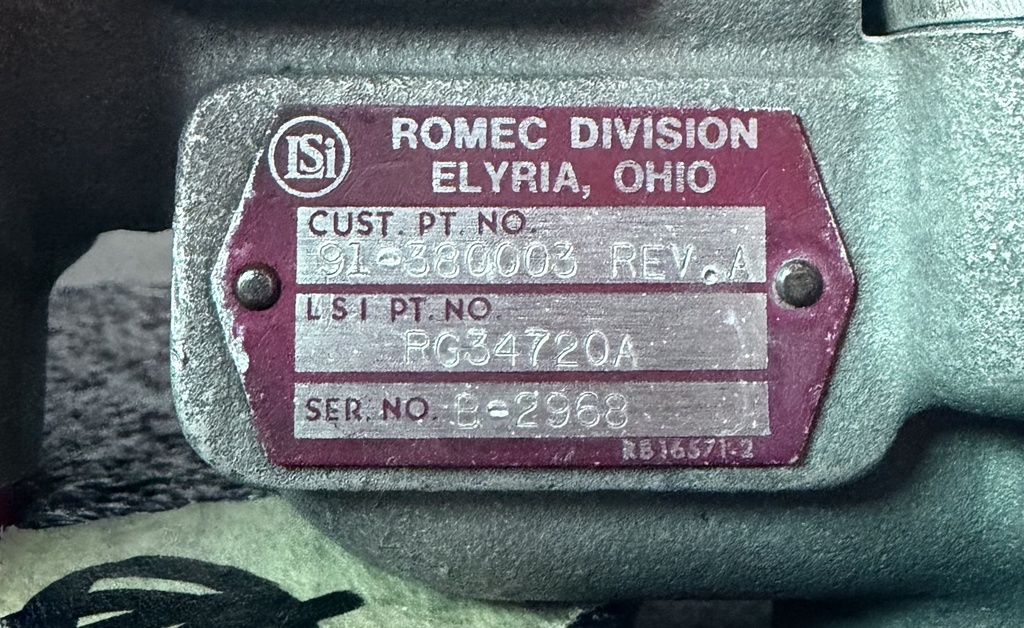 LSi
ROMEC DIVISION
ELYRIA, OHIO
CUST. PT. NO.
91-380003 REV. A
LSI PT. NO.
RG34720A
SER. NO. B-2968
RB16571-2